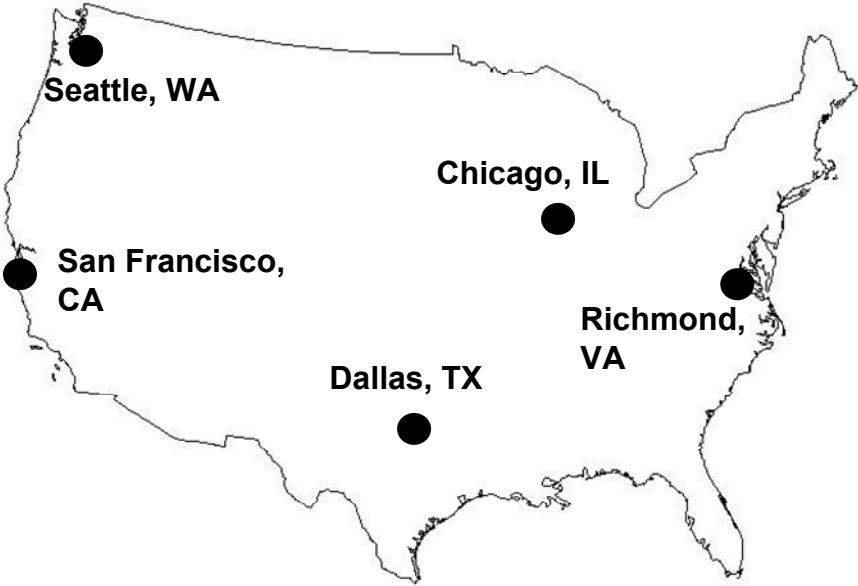 Seattle, WA
Chicago, IL
San Francisco,
CA
Richmond,
VA
Dallas, TX